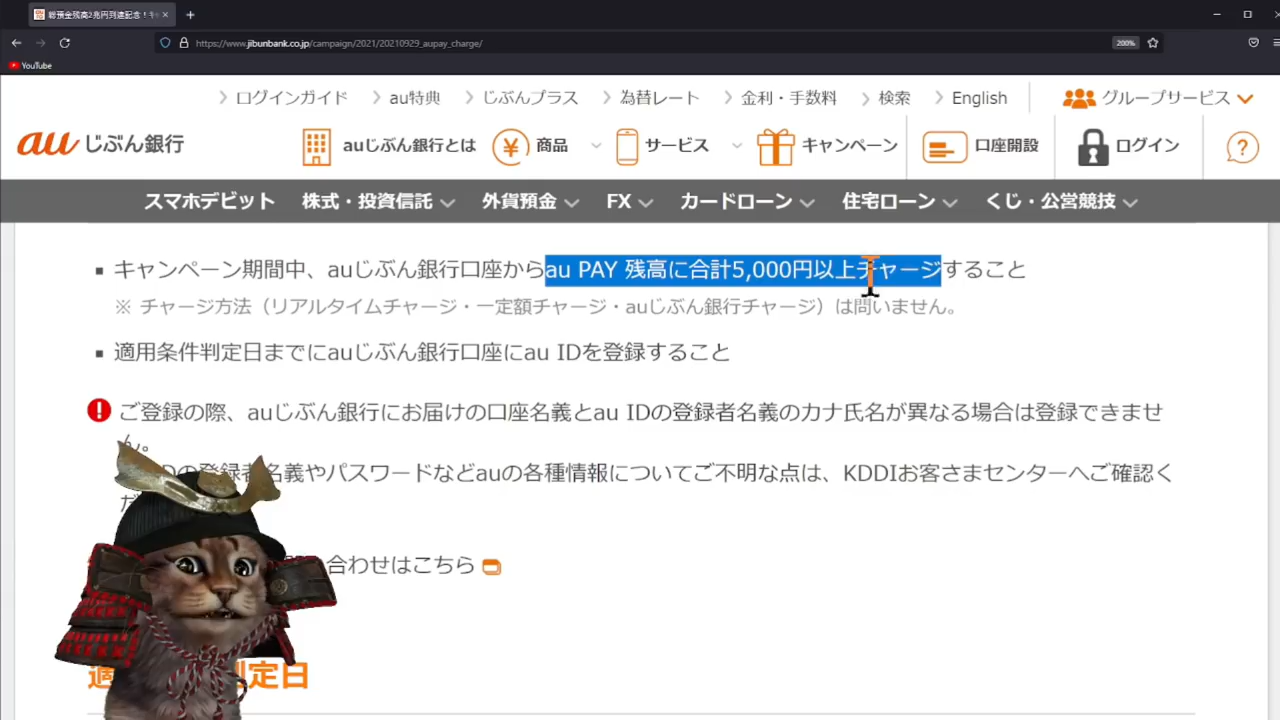 総預金残高2兆円到達記念！キャ
https://www.jibunbank.co.jp/campaign/2021/20210929_aupay_charge/
200%
YouTube
ログインガイド au特典 じぶんプラス 為替レート 金利・手数料 検索 English グループサービス
au じぶん銀行 auじぶん銀行とは 商品 サービス キャンペーン 口座開設 ログイン
スマホデビット 株式・投資信託 外貨預金 FX カードローン 住宅ローン くじ・公営競技
キャンペーン期間中、auじぶん銀行口座からau PAY 残高に合計5,000円以上チャージすること
※ チャージ方法（リアルタイムチャージ・一定額チャージ・auじぶん銀行チャージ）は問いません。
適用条件判定日までにauじぶん銀行口座にau IDを登録すること
ご登録の際、auじぶん銀行にお届けの口座名義とau IDの登録者名義のカナ氏名が異なる場合は登録できませ
ん。
Dの登録者名義やパスワードなどauの各種情報についてご不明な点は、KDDIお客さまセンターへご確認く
だ
合わせはこちら
適 判定日